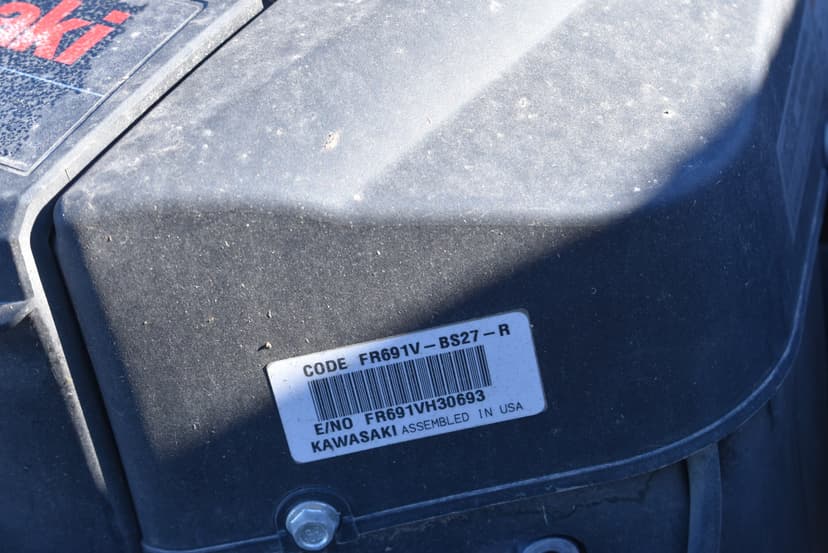 aki
CODE FR691V-BS27-R
E/NO FR691VH30693
KAWASAKI ASSEMBLED IN USA